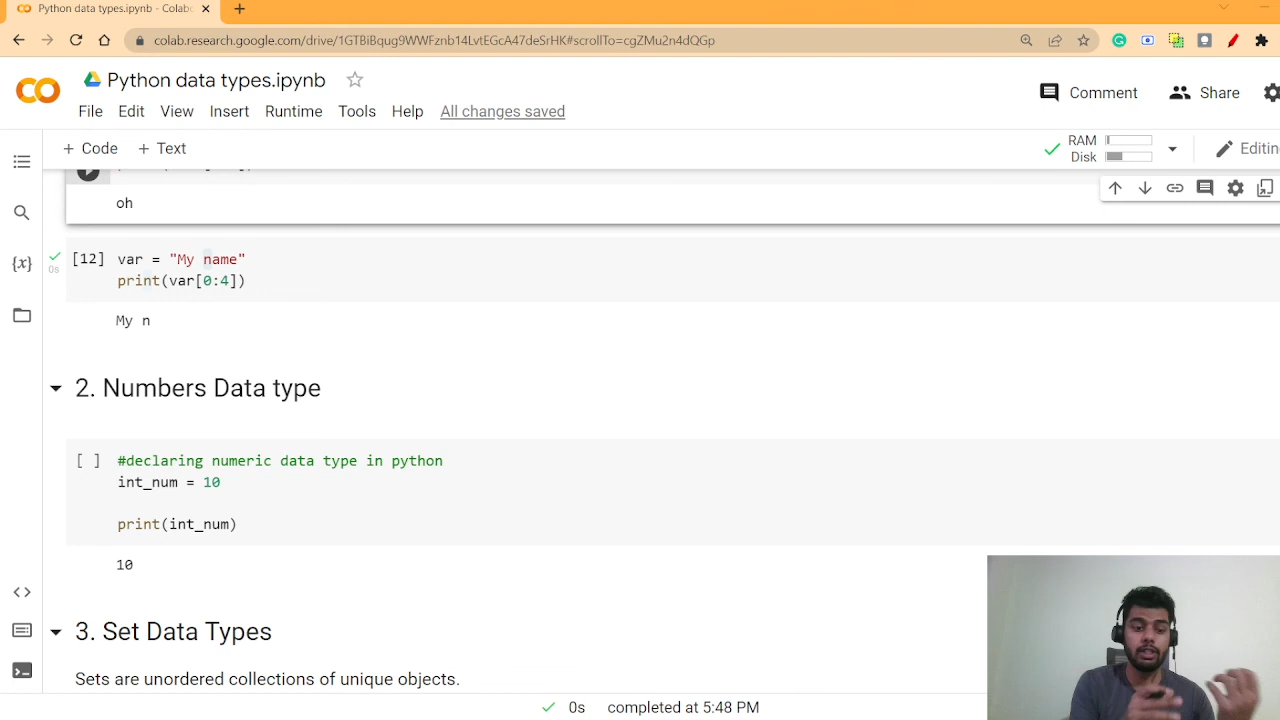 Python data types.ipynb - Colab
colab.research.google.com/drive/1GTBiBqug9WWFznb14LvtEGcA47deSrHK#scrollTo=cgZMu2n4dQGp
Python data types.ipynb
Comment
Share
File Edit View Insert Runtime Tools Help All changes saved
+ Code + Text
RAM
Disk
Editin
oh
[12] var = "My name"
0s
print(var[0:4])
My n
{x}
2. Numbers Data type
[ ] #declaring numeric data type in python
int_num = 10
print(int_num)
10
3. Set Data Types
Sets are unordered collections of unique objects.
0s completed at 5:48 PM